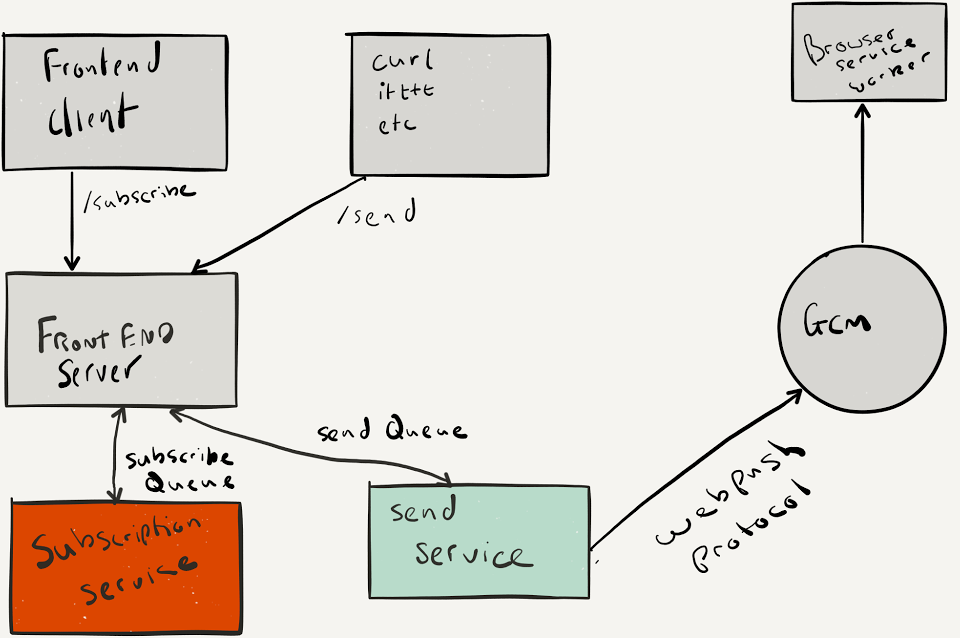 Frontend
client
curl
ifttt
etc
Browser
service
worker
/subscribe
/send
FRONT END
Server
Gcm
send Queue
subscribe
Queue
webpush
protocol
Subscription
service
send
service